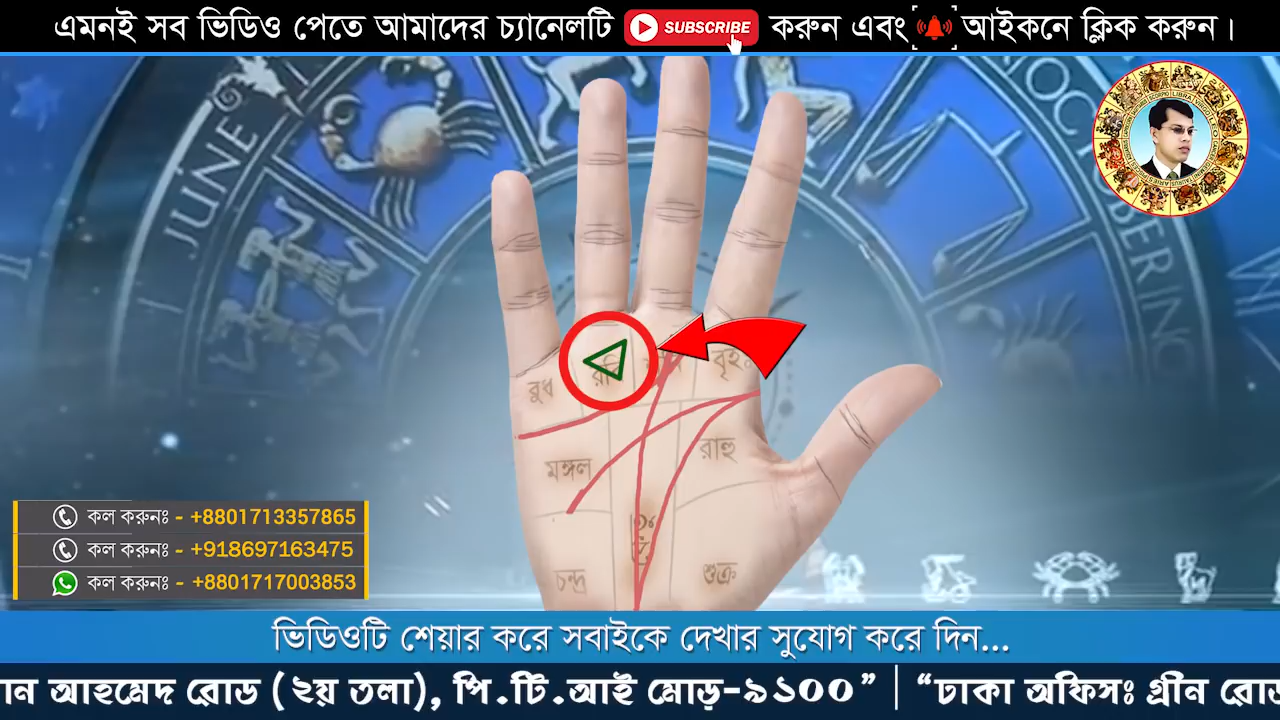 এমনই সব ভিডিও পেতে আমাদের চ্যানেলটি SUBSCRIBE করুন এবং আইকনে ক্লিক করুন।
JUNE
বুধ
রবি
বৃহঃ
মঙ্গল
রাহু
চন্দ্র
শুক্র
কল করুনঃ - +8801713357865
কল করুনঃ - +918697163475
কল করুনঃ - +8801717003853
ভিডিওটি শেয়ার করে সবাইকে দেখার সুযোগ করে দিন...
ান আহমেদ রোড (২য় তলা), পি.টি.আই মোড়-৯১০০” | “ঢাকা অফিসঃ গ্রীন রোড